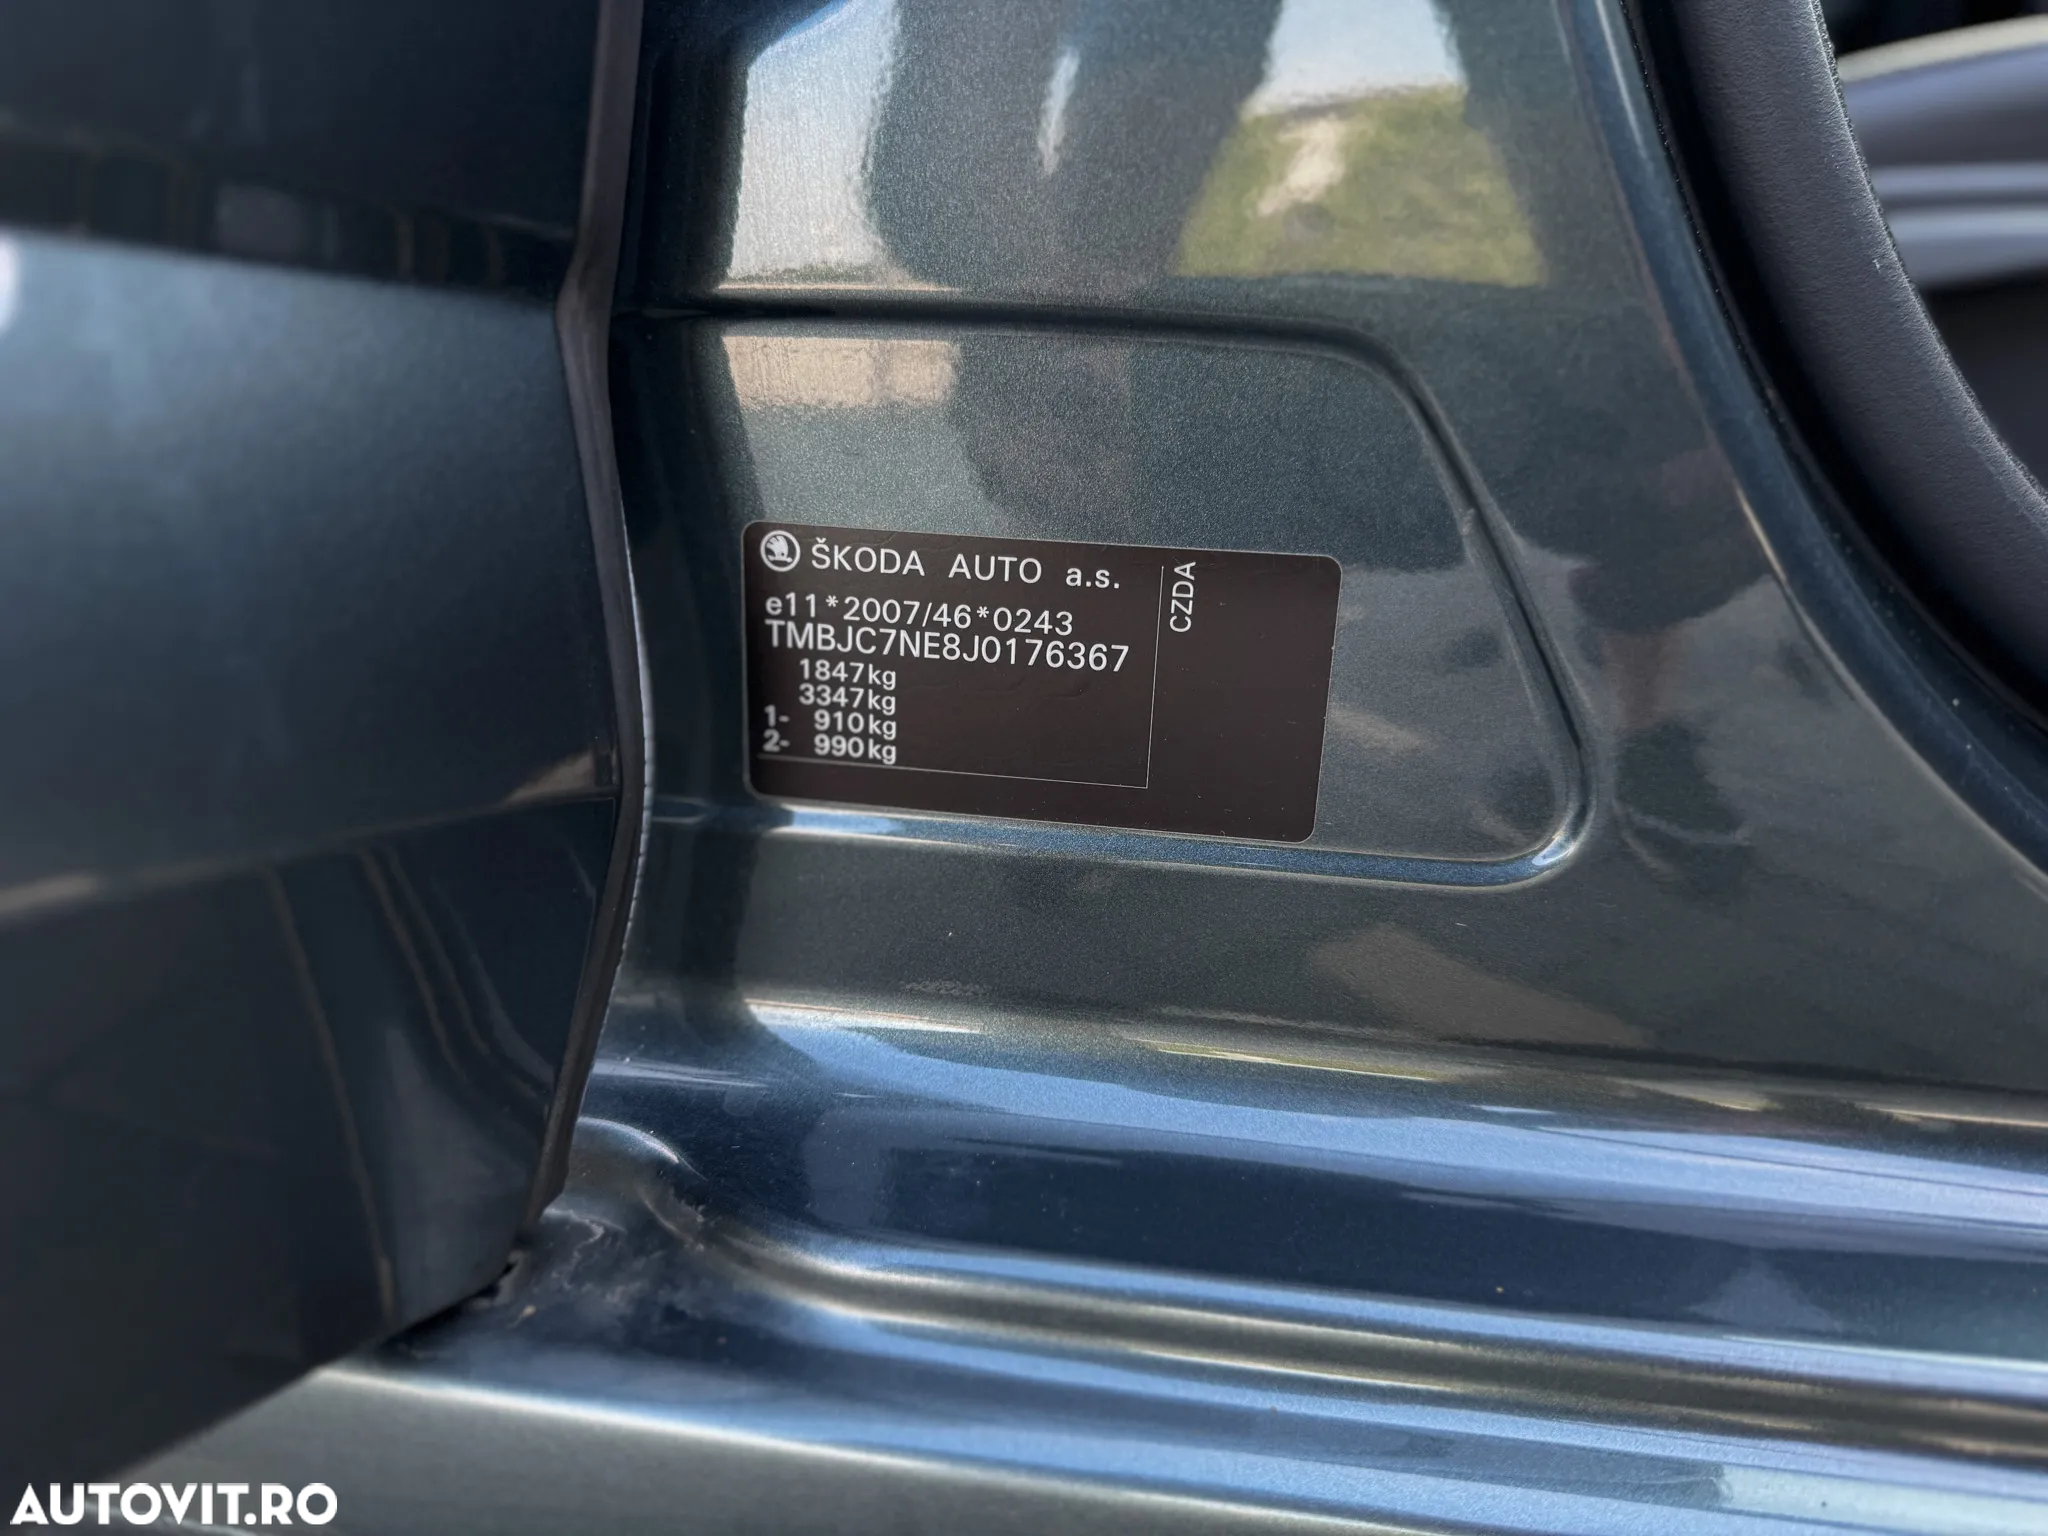 ŠKODA AUTO a.s.
e11*2007/46*0243
TMBJC7NE8J0176367
1847kg
3347kg
1- 910kg
2- 990kg
CZDA
AUTOVIT.RO